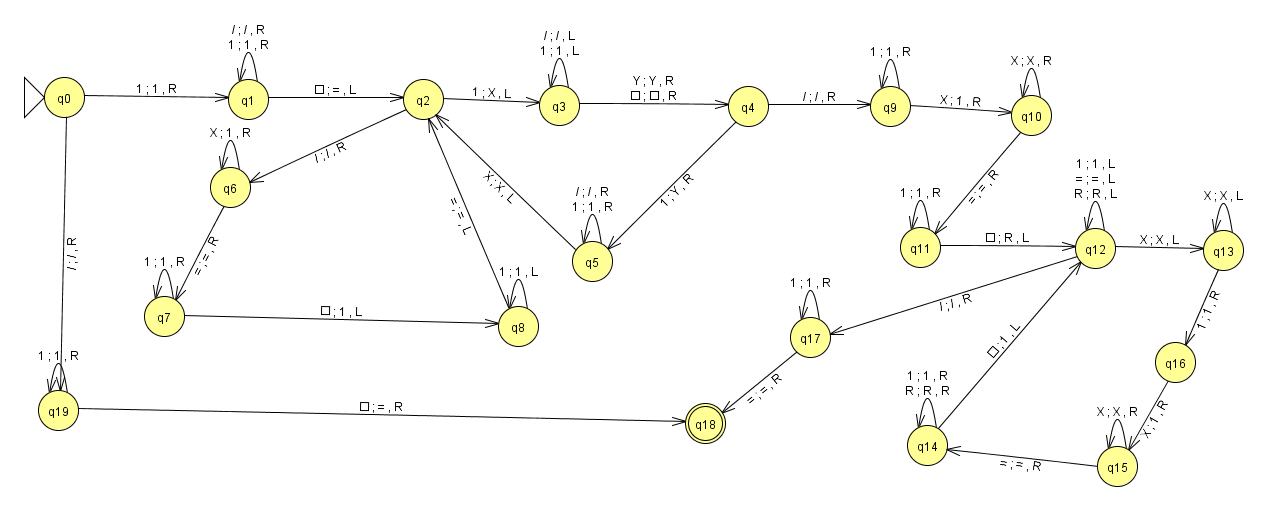 / ; / , R
1 ; 1 , R
/ ; / , L
1 ; 1 , L
1 ; 1 , R
X ; X , R
q0
1 ; 1 , R
q1
□ ; = , L
q2
1 ; X , L
q3
Y ; Y , R
□ ; □ , R
q4
/ ; / , R
q9
X ; 1 , R
q10
X ; 1 , R
q6
/ ; / , R
X ; X , L
/ ; / , R
1 ; 1 , R
q5
1 ; Y , R
= ; = , R
1 ; 1 , R
q11
□ ; R , L
1 ; 1 , L
= ; = , L
R ; R , L
q12
X ; X , L
X ; X , L
q13
/ ; / , R
= ; = , R
1 ; 1 , R
q7
□ ; 1 , L
= ; = , L
1 ; 1 , L
q8
1 ; 1 , R
q17
/ ; / , R
1 ; 1 , R
q16
□ ; 1 , L
= ; = , R
1 ; 1 , R
q19
□ ; = , R
q18
1 ; 1 , R
R ; R , R
q14
= ; = , R
X ; X , R
q15
X ; 1 , R